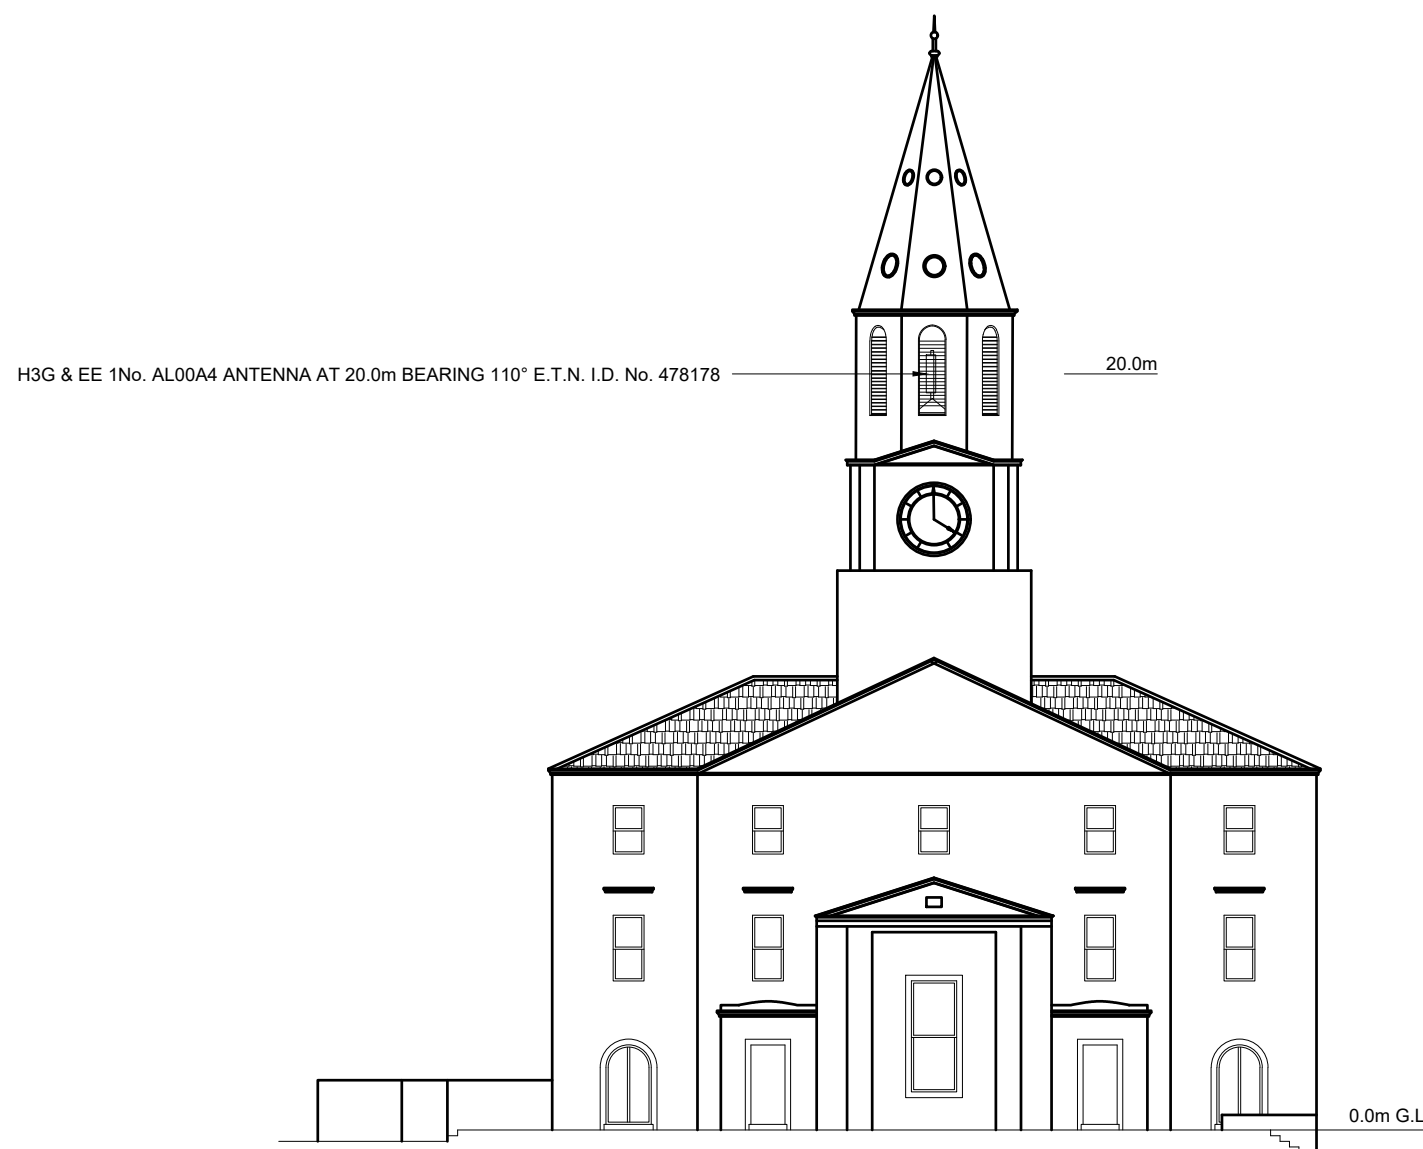 H3G & EE 1No. AL00A4 ANTENNA AT 20.0m BEARING 110° E.T.N. I.D. No. 478178
20.0m
0.0m G.L